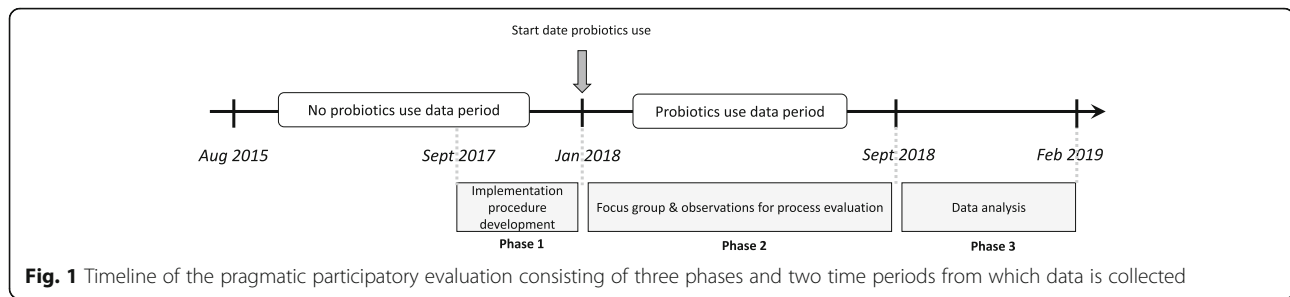 Start date probiotics use
No probiotics use data period
Probiotics use data period
Aug 2015
Sept 2017
Jan 2018
Sept 2018
Feb 2019
Implementation
procedure
development
Focus group & observations for process evaluation
Data analysis
Phase 1
Phase 2
Phase 3
Fig. 1 Timeline of the pragmatic participatory evaluation consisting of three phases and two time periods from which data is collected